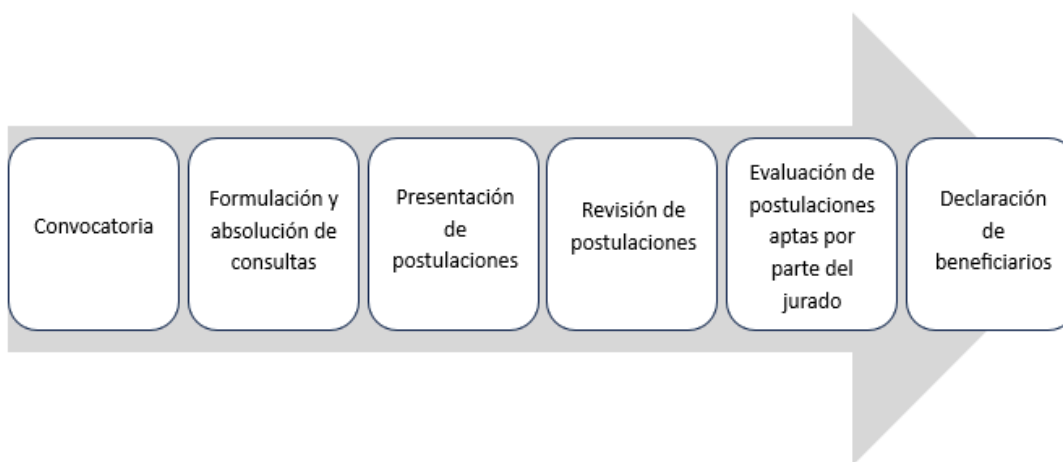 Convocatoria
Formulación y
absolución de
consultas
Presentación
de
postulaciones
Revisión de
postulaciones
Evaluación de
postulaciones
aptas por
parte del
jurado
Declaración
de
beneficiarios